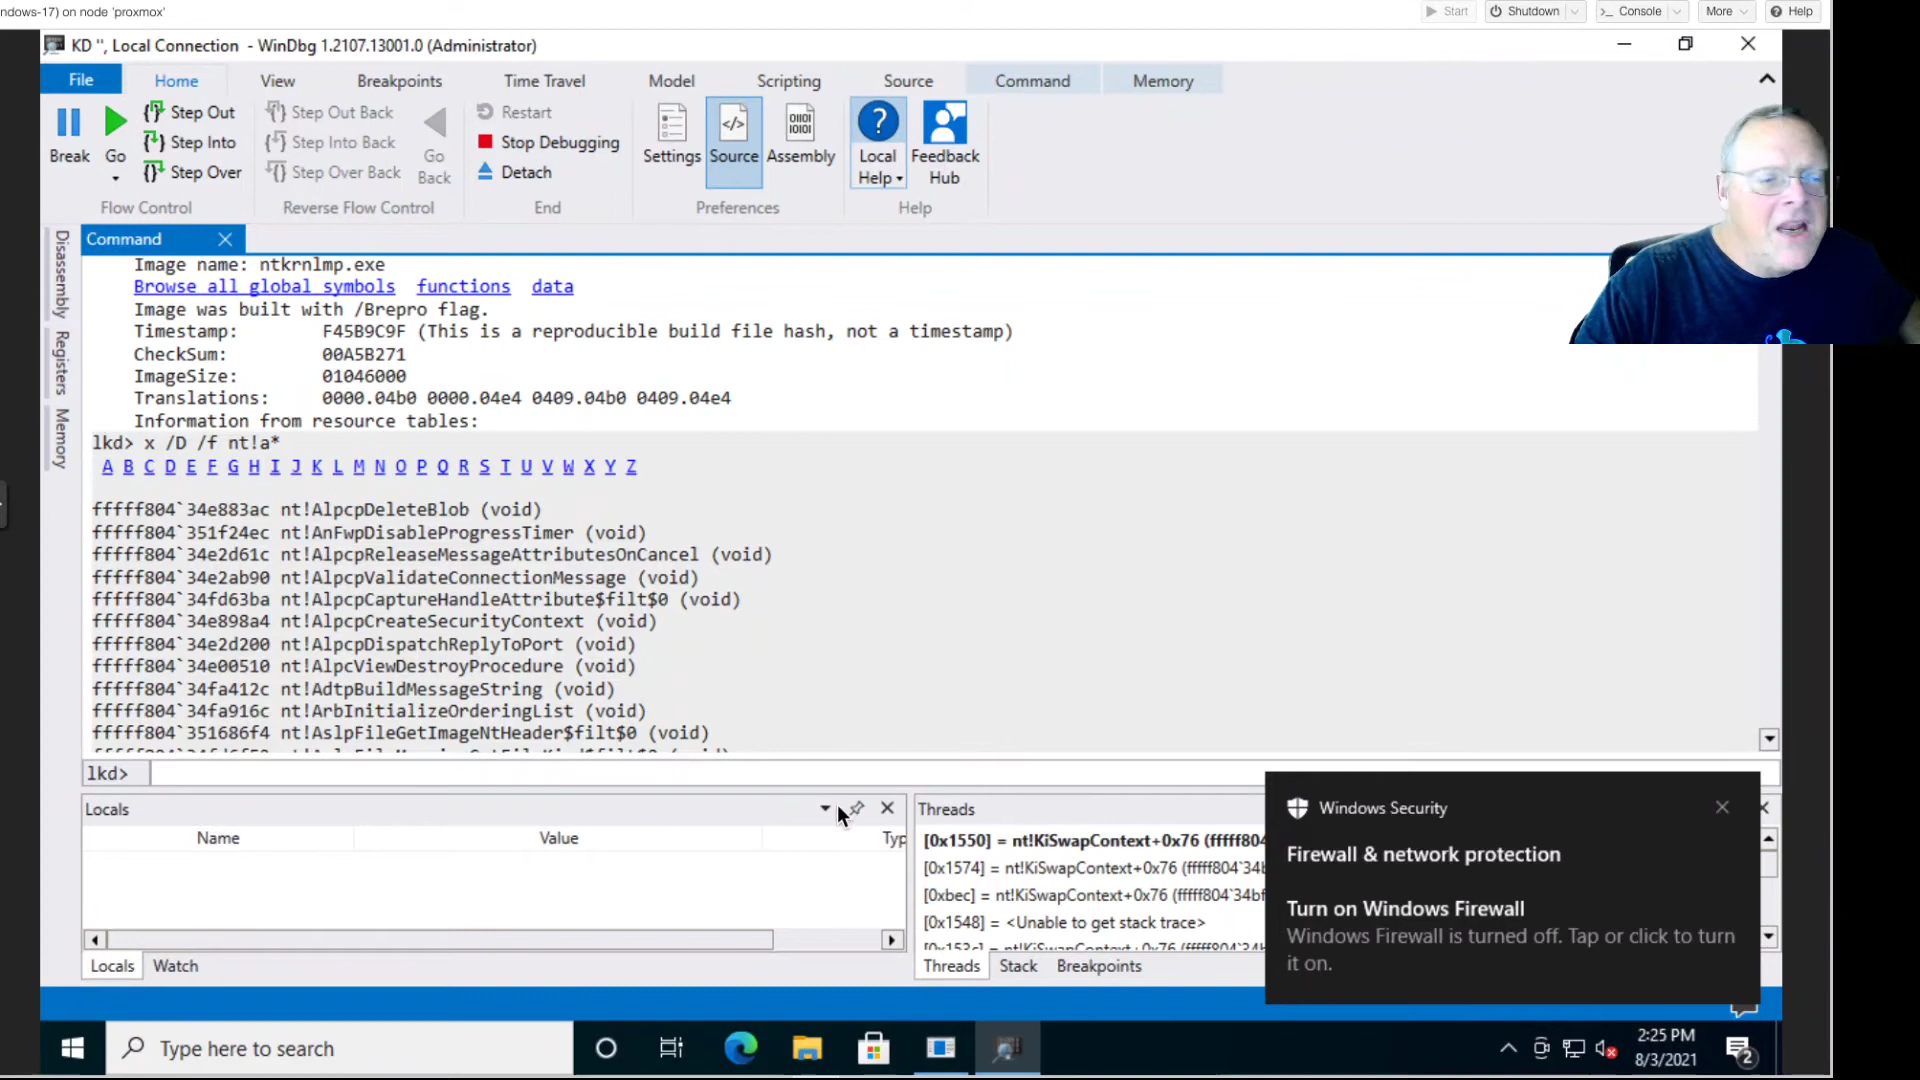 ndows-17) on node 'proxmox'
Start Shutdown Console More Help
KD '', Local Connection - WinDbg 1.2107.13001.0 (Administrator)
File Home View Breakpoints Time Travel Model Scripting Source Command Memory
Break
Go
Step Out
Step Into
Step Over
Flow Control
Step Out Back
Step Into Back
Step Over Back
Go
Back
Reverse Flow Control
Restart
Stop Debugging
Detach
End
Settings Source Assembly
Preferences
Local
Help
Feedback
Hub
Help
Disassembly
Registers
Memory
Command
Image name: ntkrnlmp.exe
Browse all global symbols functions data
Image was built with /Brepro flag.
Timestamp: F45B9C9F (This is a reproducible build file hash, not a timestamp)
CheckSum: 00A5B271
ImageSize: 01046000
Translations: 0000.04b0 0000.04e4 0409.04b0 0409.04e4
Information from resource tables:
lkd> x /D /f nt!a*
A B C D E F G H I J K L M N O P Q R S T U V W X Y Z
fffff804`34e883ac nt!AlpcpDeleteBlob (void)
fffff804`351f24ec nt!AnFwpDisableProgressTimer (void)
fffff804`34e2d61c nt!AlpcpReleaseMessageAttributesOnCancel (void)
fffff804`34e2ab90 nt!AlpcpValidateConnectionMessage (void)
fffff804`34fd63ba nt!AlpcpCaptureHandleAttribute$filt$0 (void)
fffff804`34e898a4 nt!AlpcpCreateSecurityContext (void)
fffff804`34e2d200 nt!AlpcpDispatchReplyToPort (void)
fffff804`34e00510 nt!AlpcViewDestroyProcedure (void)
fffff804`34fa412c nt!AdtpBuildMessageString (void)
fffff804`34fa916c nt!ArbInitializeOrderingList (void)
fffff804`351686f4 nt!AslpFileGetImageNtHeader$filt$0 (void)
lkd>
Locals
Name Value Typ
Locals Watch
Threads
[0x1550] = nt!KiSwapContext+0x76 (fffff804
[0x1574] = nt!KiSwapContext+0x76 (fffff804`34b
[0xbec] = nt!KiSwapContext+0x76 (fffff804`34bf
[0x1548] = <Unable to get stack trace>
Threads Stack Breakpoints
Windows Security
Firewall & network protection
Turn on Windows Firewall
Windows Firewall is turned off. Tap or click to turn
it on.
Type here to search
2:25 PM
8/3/2021
2